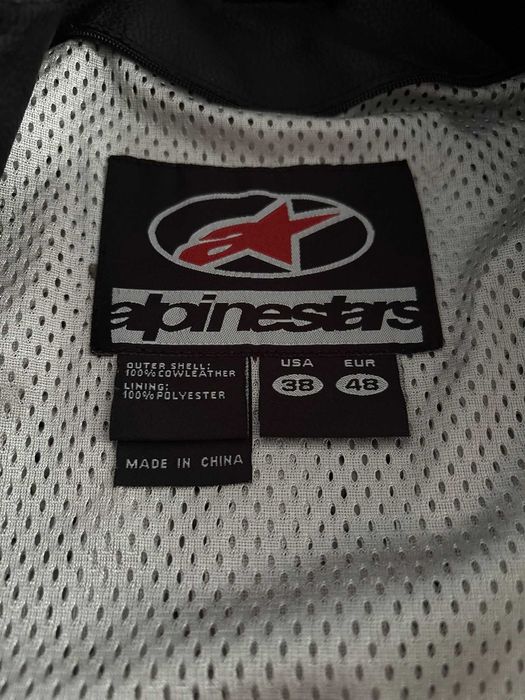 alpinestars
OUTER SHELL:
100% COWLEATHER
LINING:
100% POLYESTER
MADE IN CHINA
USA EUR
38 48